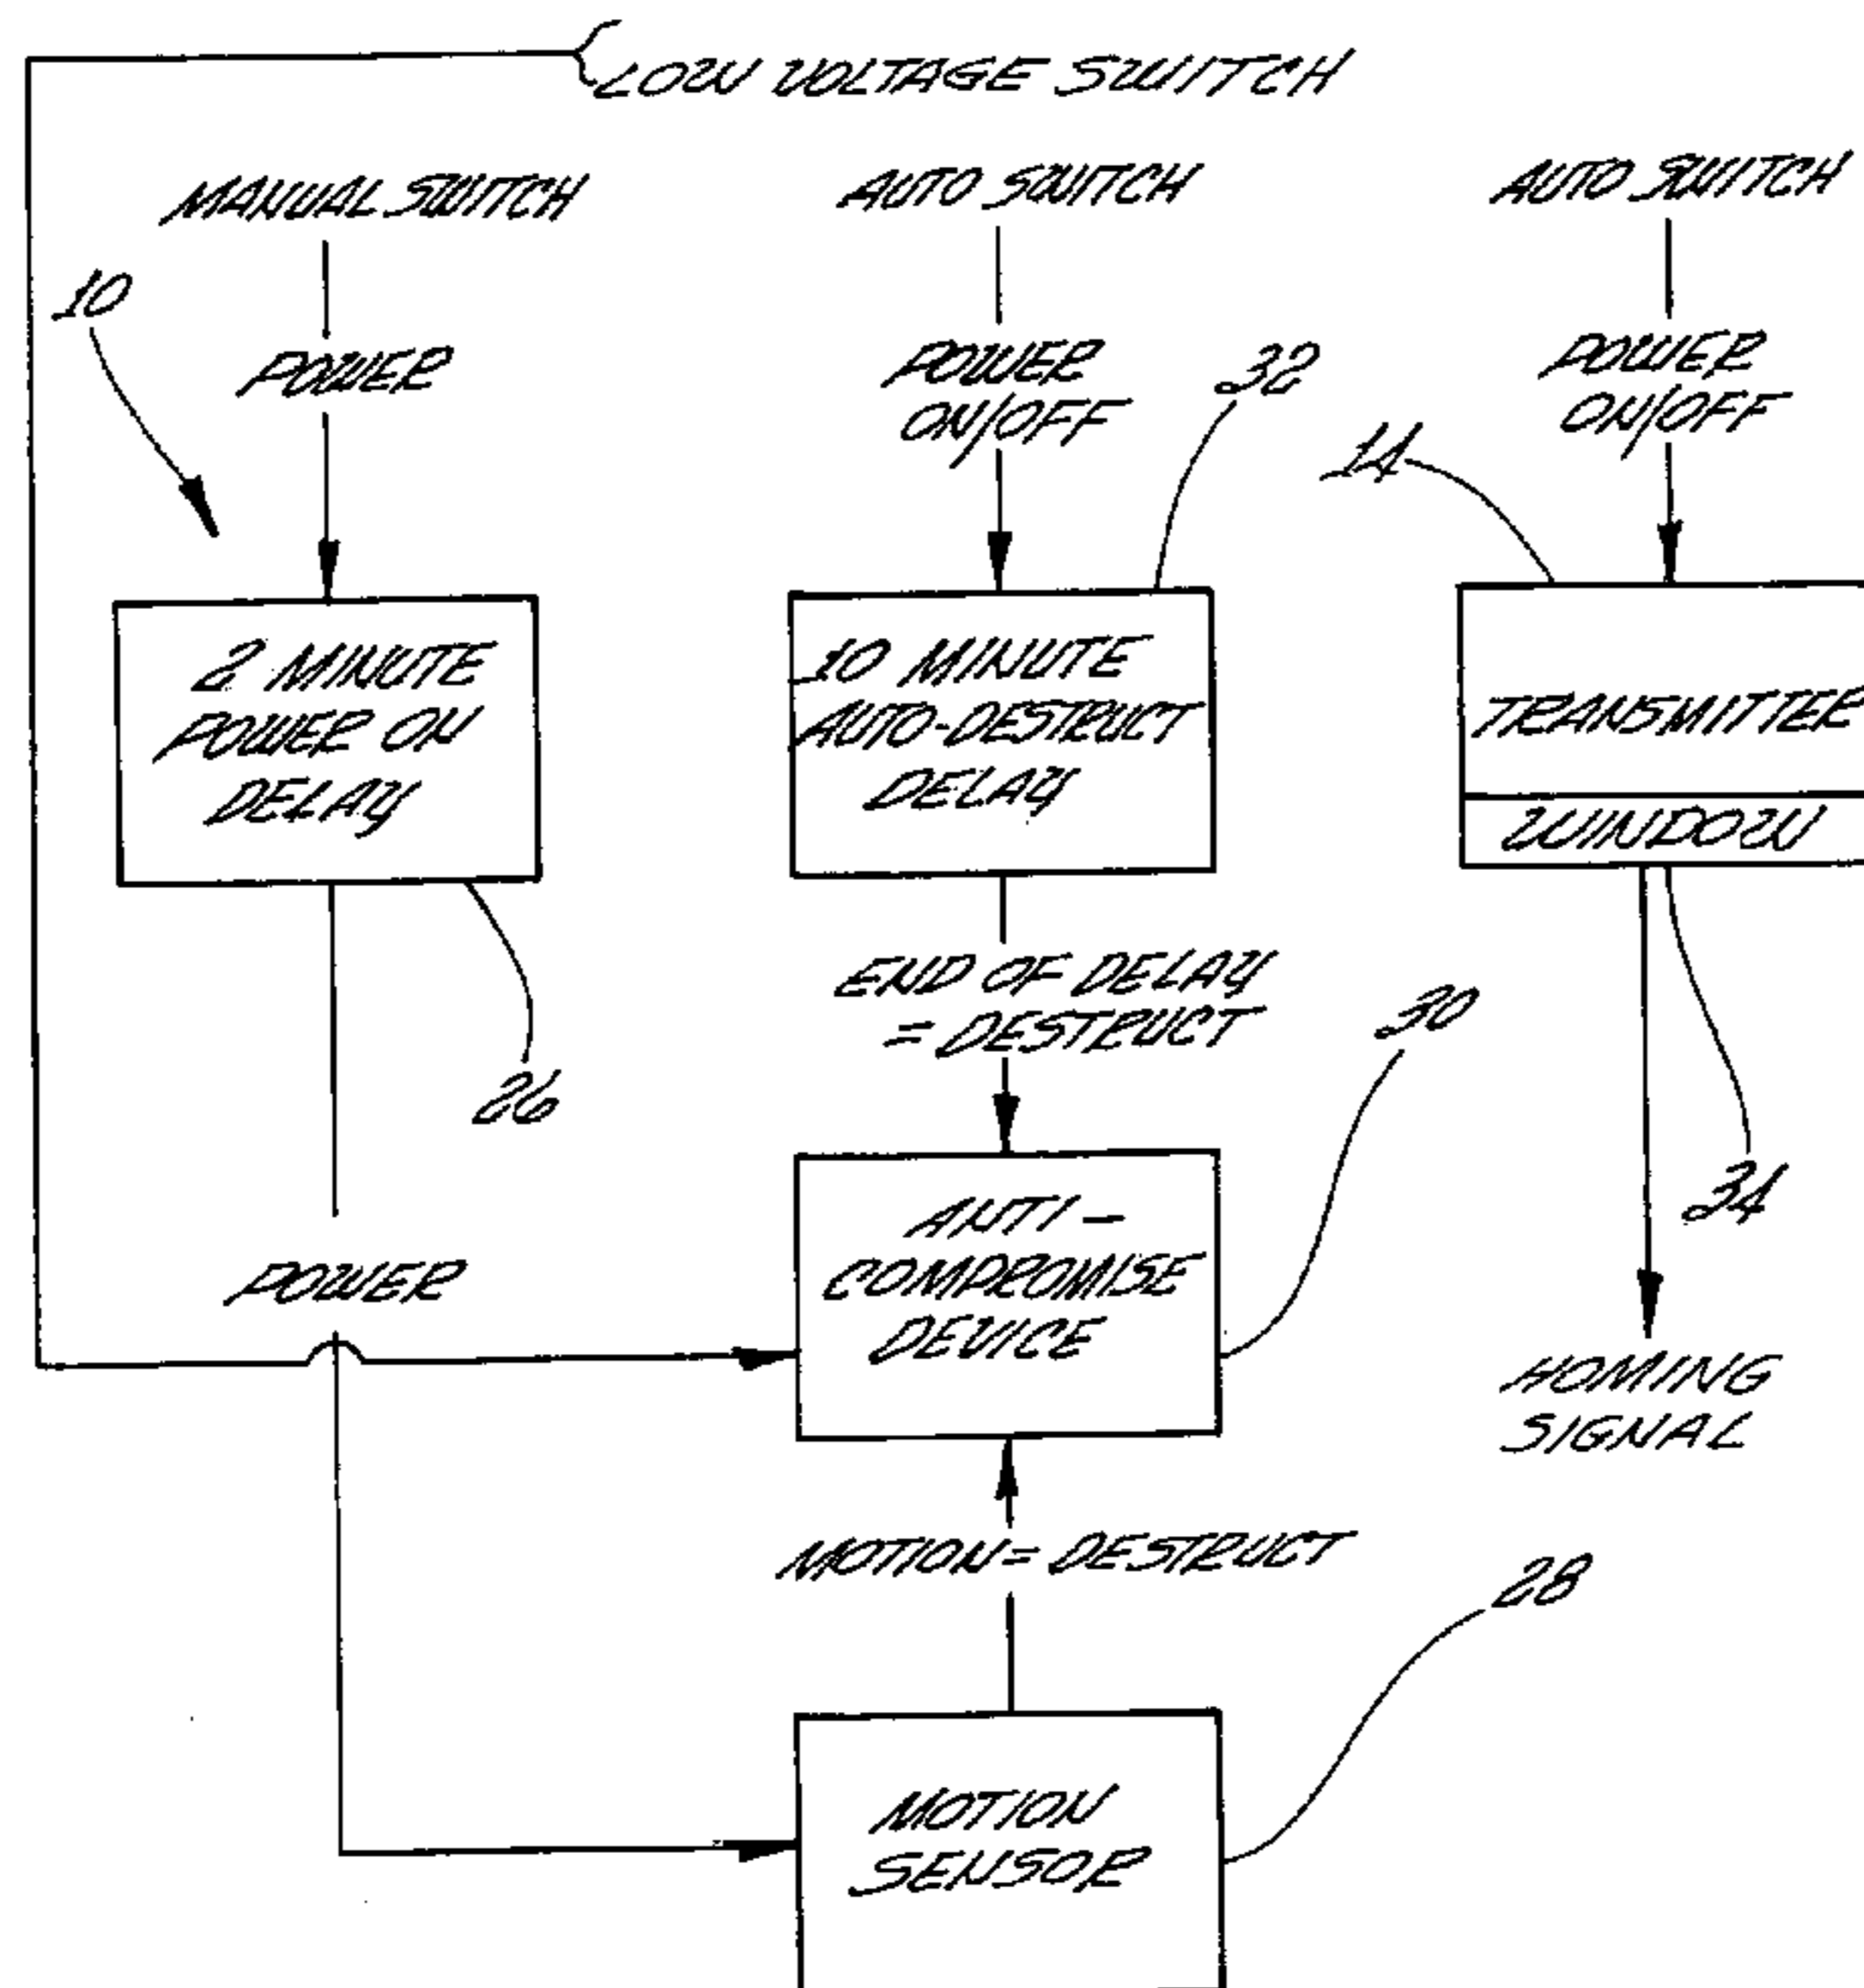 LOW VOLTAGE SWITCH
MANUAL SWITCH
AUTO SWITCH
AUTO SWITCH
10
POWER
POWER
ON/OFF
32
POWER
ON/OFF
14
2 MINUTE
POWER ON
DELAY
10 MINUTE
AUTO-DESTRUCT
DELAY
TRANSMITTER
WINDOW
26
END OF DELAY
= DESTRUCT
30
34
POWER
ANTI-
COMPROMISE
DEVICE
HOMING
SIGNAL
MOTION = DESTRUCT
28
MOTION
SENSOR